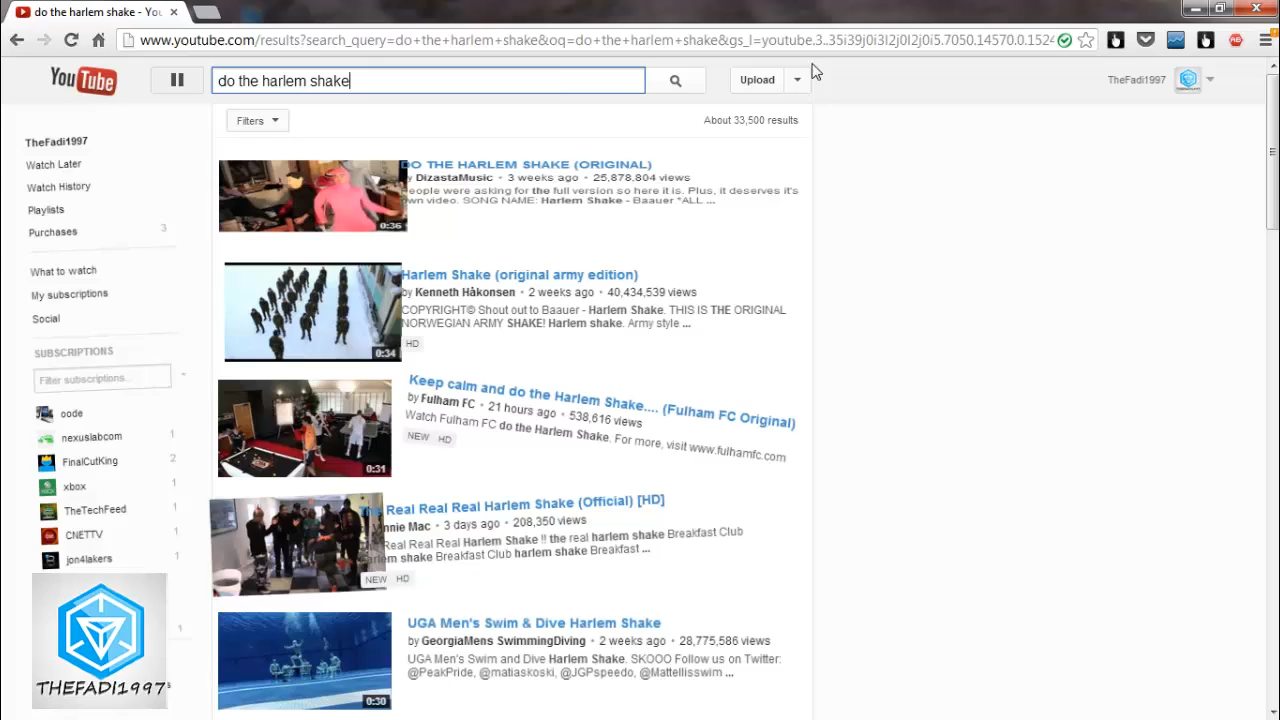 do the harlem shake - You
www.youtube.com/results?search_query=do+the+harlem+shake&oq=do+the+harlem+shake&gs_l=youtube.3..35i39j0i3l2j0l2j0i5.7050.14570.0.1524
You Tube
do the harlem shake
Upload
TheFadi1997
Filters
About 33,500 results
TheFadi1997
Watch Later
Watch History
Playlists
Purchases 3
What to watch
My subscriptions
Social
SUBSCRIPTIONS
Filter subscriptions...
oode
nexuslabcom 1
FinalCutKing 2
xbox 1
TheTechFeed 1
CNETTV 1
jon4lakers 1
1
THEFADI1997
DO THE HARLEM SHAKE (ORIGINAL)
by DizastaMusic • 3 weeks ago • 25,878,804 views
eople were asking for the full version so here it is. Plus, it deserves it's
own video. SONG NAME: Harlem Shake - Baauer *ALL ...
0:36
Harlem Shake (original army edition)
by Kenneth Håkonsen • 2 weeks ago • 40,434,539 views
COPYRIGHT© Shout out to Baauer - Harlem Shake. THIS IS THE ORIGINAL
NORWEGIAN ARMY SHAKE! Harlem shake. Army style ...
HD
0:34
Keep calm and do the Harlem Shake.... (Fulham FC Original)
by Fulham FC • 21 hours ago • 538,616 views
Watch Fulham FC do the Harlem Shake. For more, visit www.fulhamfc.com
NEW HD
0:31
The Real Real Real Harlem Shake (Official) [HD]
nnie Mac • 3 days ago • 208,350 views
Real Real Real Harlem Shake !! the real harlem shake Breakfast Club
harlem shake Breakfast Club harlem shake Breakfast ...
NEW HD
UGA Men's Swim & Dive Harlem Shake
by GeorgiaMens SwimmingDiving • 2 weeks ago • 28,775,586 views
UGA Men's Swim and Dive Harlem Shake. SKOOO Follow us on Twitter:
@PeakPride, @matiaskoski, @JGPspeedo, @Mattellisswim ...
0:30